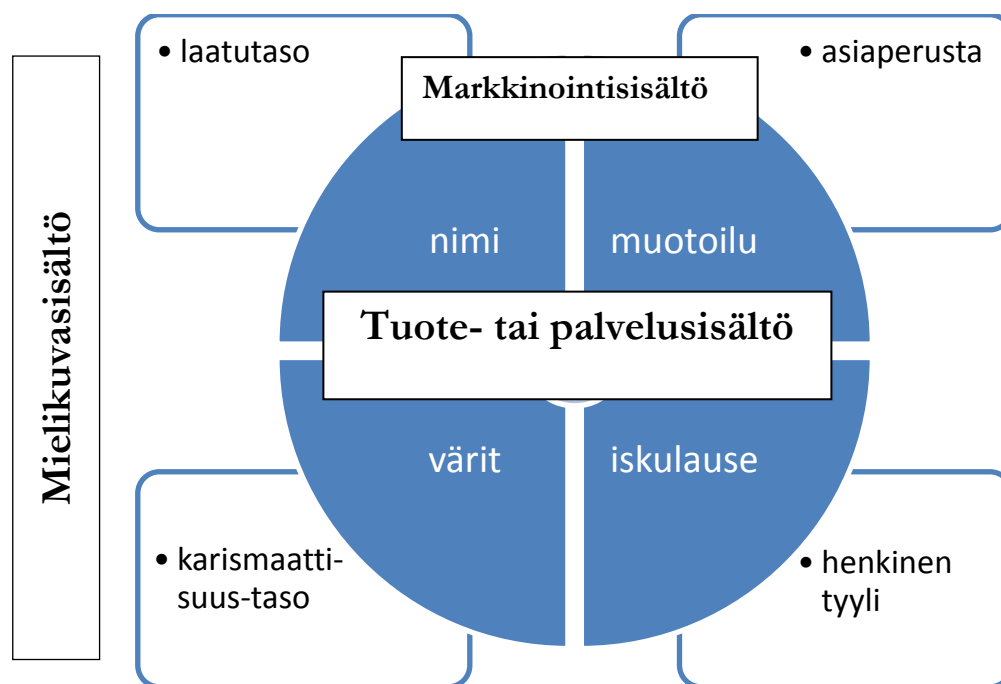 • laatutaso
• asiaperusta
Markkinointisisältö
Mielikuvasisältö
nimi
muotoilu
Tuote- tai palvelusisältö
värit
iskulause
• karismaatti-
suus-taso
• henkinen
tyyli